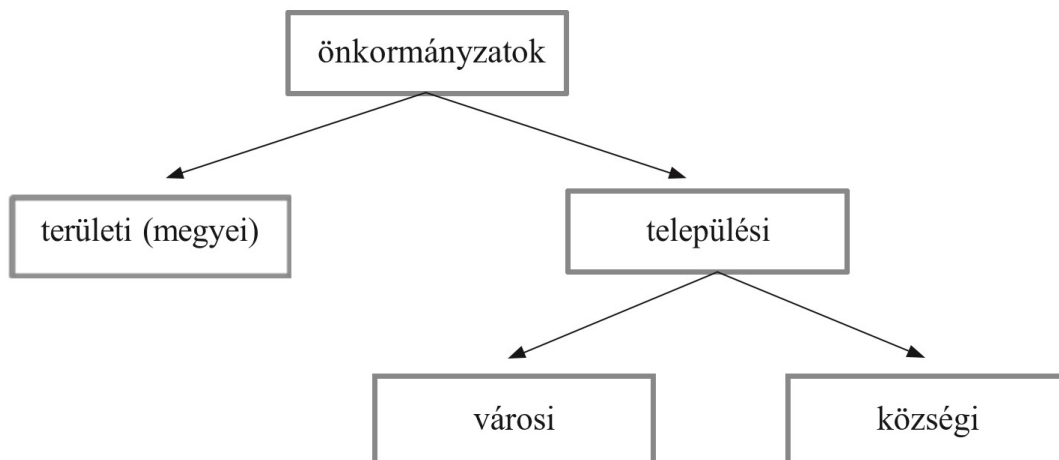 önkormányzatok
területi (megyei)
települési
városi
községi